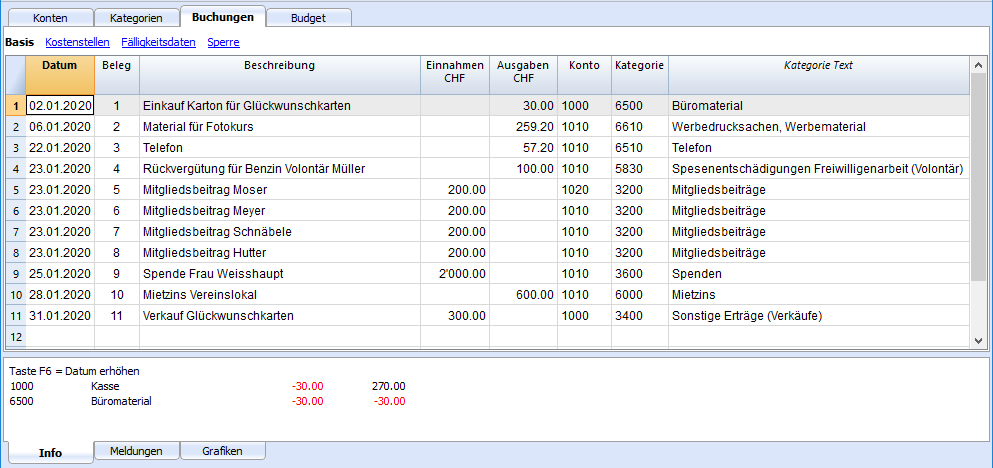 Konten Kategorien Buchungen Budget
Basis Kostenstellen Fälligkeitsdaten Sperre
Datum Beleg Beschreibung Einnahmen CHF Ausgaben CHF Konto Kategorie Kategorie Text
1 02.01.2020 1 Einkauf Karton für Glückwunschkarten 30.00 1000 6500 Büromaterial
2 06.01.2020 2 Material für Fotokurs 259.20 1010 6610 Werbedrucksachen, Werbematerial
3 22.01.2020 3 Telefon 57.20 1010 6510 Telefon
4 23.01.2020 4 Rückvergütung für Benzin Volontär Müller 100.00 1010 5830 Spesenentschädigungen Freiwilligenarbeit (Volontär)
5 23.01.2020 5 Mitgliedsbeitrag Moser 200.00 1020 3200 Mitgliedsbeiträge
6 23.01.2020 6 Mitgliedsbeitrag Meyer 200.00 1010 3200 Mitgliedsbeiträge
7 23.01.2020 7 Mitgliedsbeitrag Schnäbele 200.00 1010 3200 Mitgliedsbeiträge
8 23.01.2020 8 Mitgliedsbeitrag Hutter 200.00 1010 3200 Mitgliedsbeiträge
9 25.01.2020 9 Spende Frau Weisshaupt 2'000.00 1010 3600 Spenden
10 28.01.2020 10 Mietzins Vereinslokal 600.00 1010 6000 Mietzins
11 31.01.2020 11 Verkauf Glückwunschkarten 300.00 1000 3400 Sonstige Erträge (Verkäufe)
12
Taste F6 = Datum erhöhen
1000 Kasse -30.00 270.00
6500 Büromaterial -30.00 -30.00
Info Meldungen Grafiken